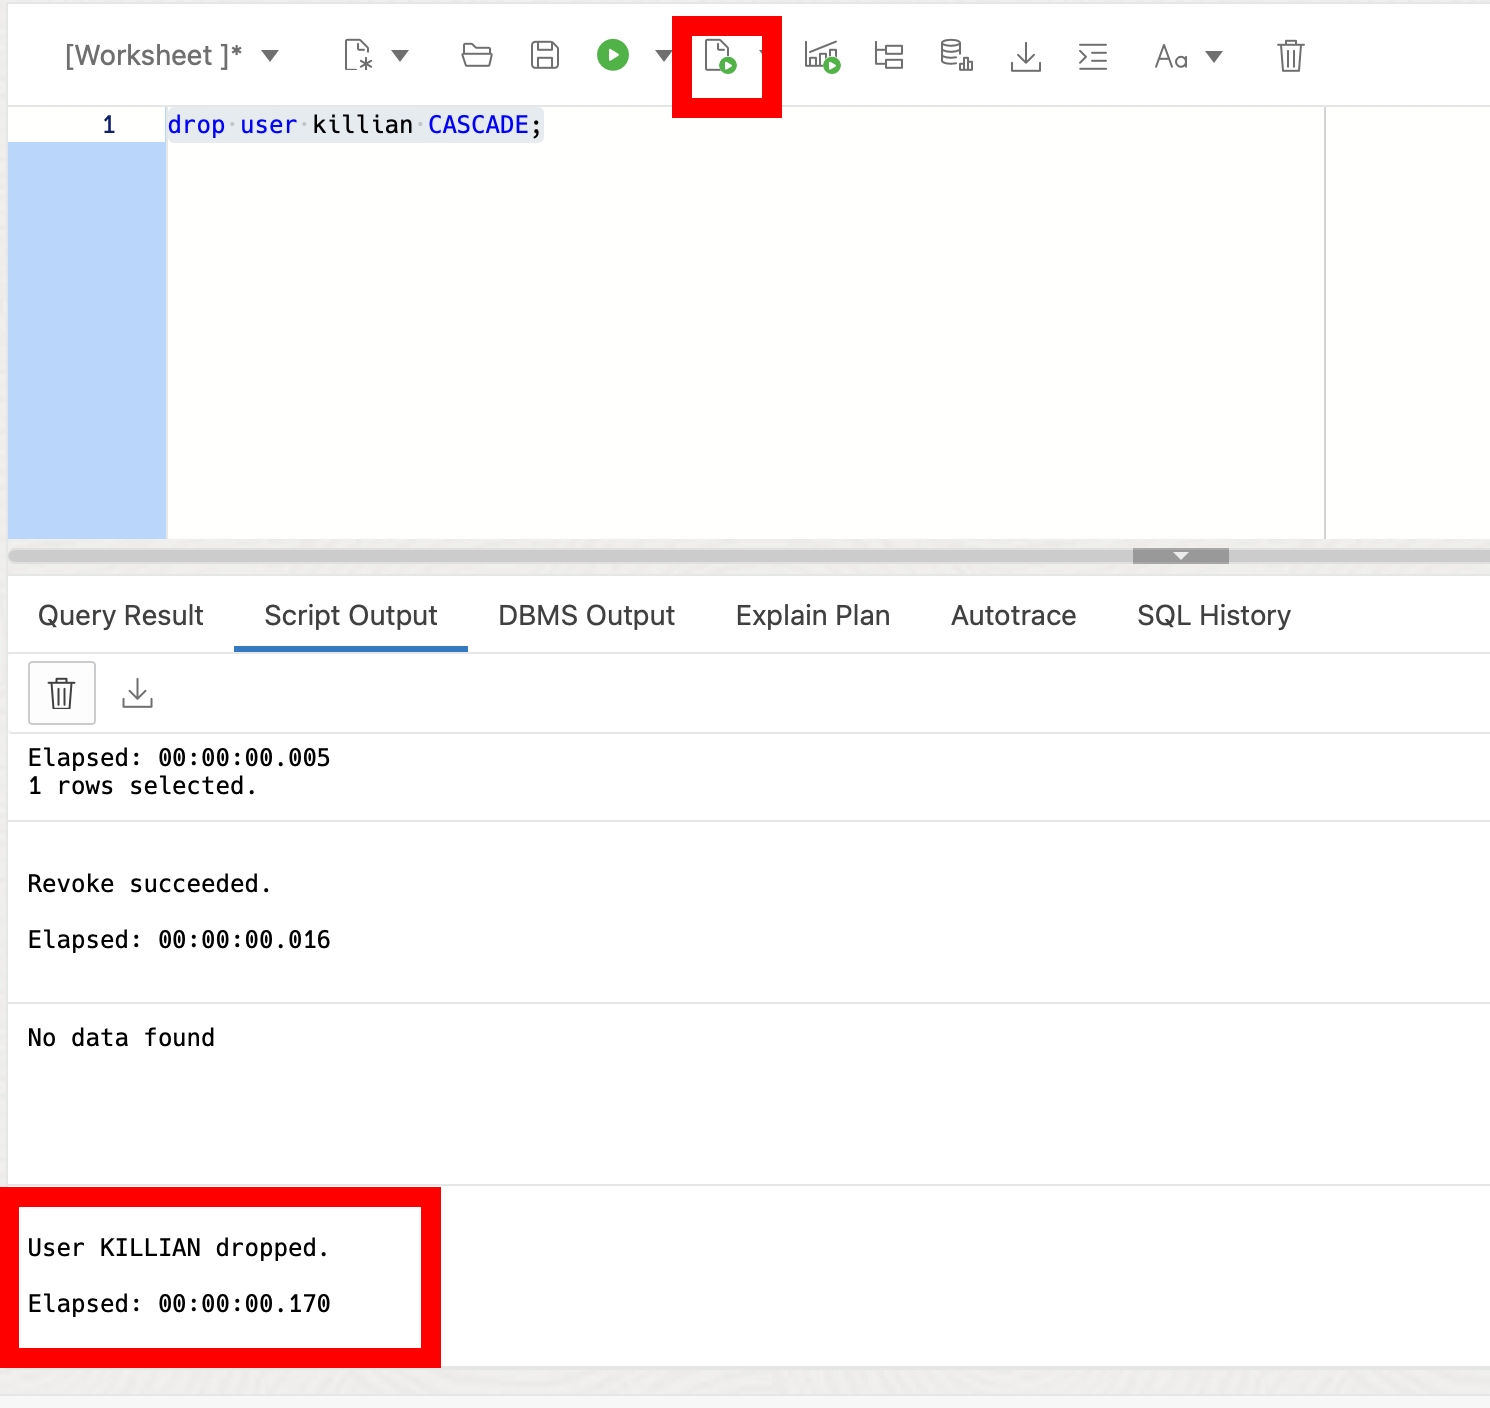 [Worksheet ]*
Aa
1
drop user killian CASCADE;
Query Result
Script Output
DBMS Output
Explain Plan
Autotrace
SQL History
Elapsed: 00:00:00.005
1 rows selected.
Revoke succeeded.
Elapsed: 00:00:00.016
No data found
User KILLIAN dropped.
Elapsed: 00:00:00.170